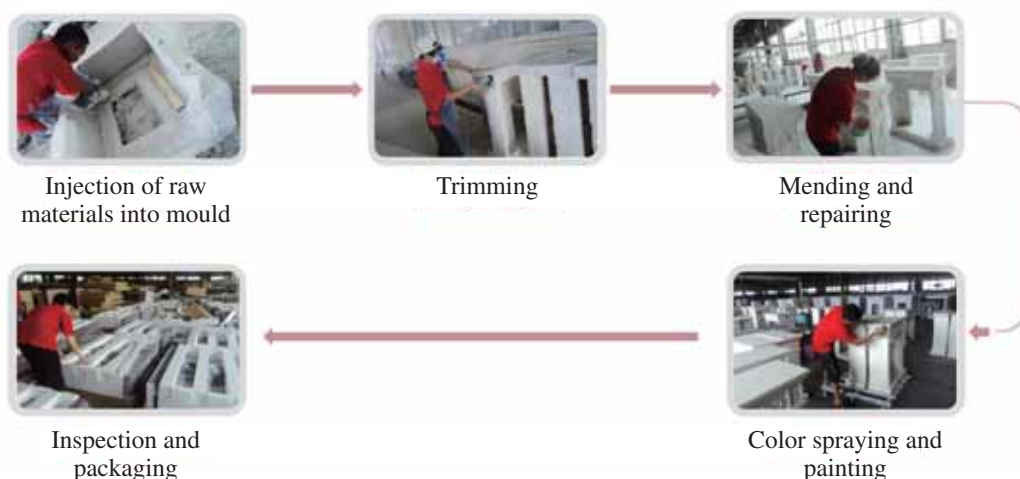 Injection of raw
materials into mould
Trimming
Mending and
repairing
Color spraying and
painting
Inspection and
packaging